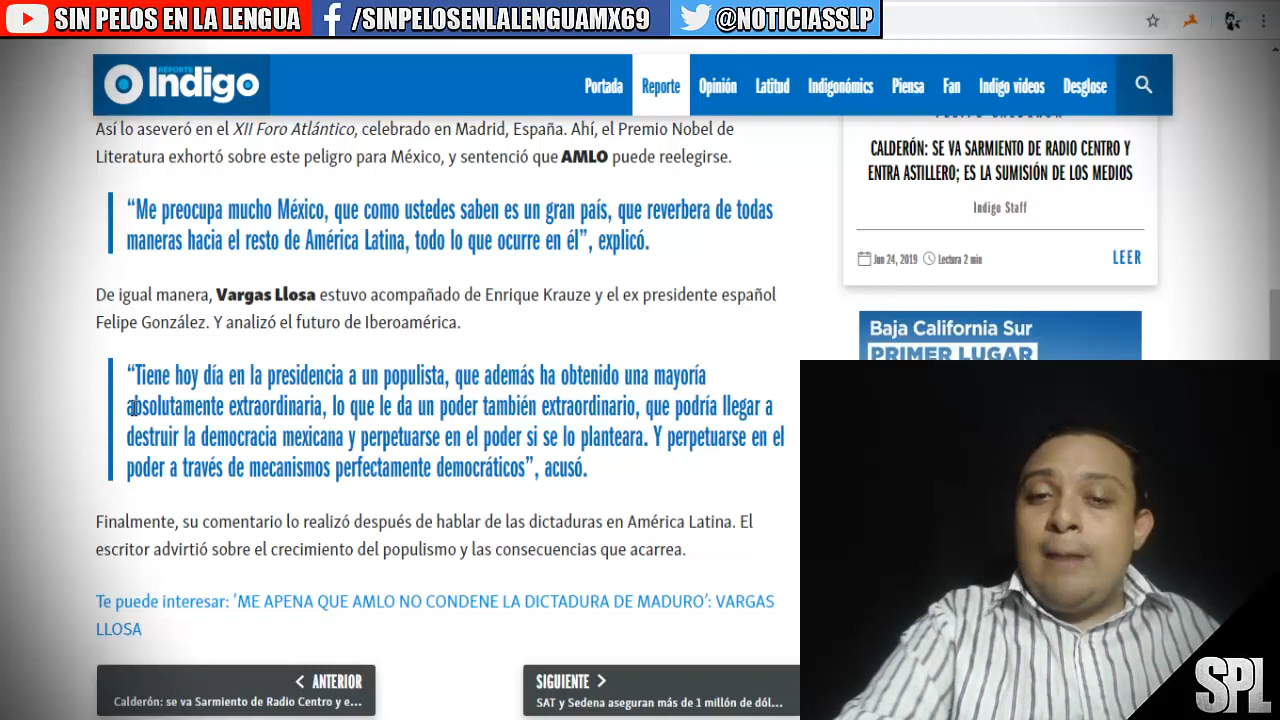 SIN PELOS EN LA LENGUA
/SINPELOSENLALENGUAMX69
@NOTICIASSLP
REPORTE
Indigo
Portada
Reporte
Opinión
Latitud
Indigonómics
Piensa
Fan
Indigo videos
Desglose
Así lo aseveró en el XII Foro Atlántico, celebrado en Madrid, España. Ahí, el Premio Nobel de
Literatura exhortó sobre este peligro para México, y sentenció que AMLO puede reelegirse.
“Me preocupa mucho México, que como ustedes saben es un gran país, que reverbera de todas
maneras hacia el resto de América Latina, todo lo que ocurre en él”, explicó.
De igual manera, Vargas Llosa estuvo acompañado de Enrique Krauze y el ex presidente español
Felipe González. Y analizó el futuro de Iberoamérica.
“Tiene hoy día en la presidencia a un populista, que además ha obtenido una mayoría
absolutamente extraordinaria, lo que le da un poder también extraordinario, que podría llegar a
destruir la democracia mexicana y perpetuarse en el poder si se lo planteara. Y perpetuarse en el
poder a través de mecanismos perfectamente democráticos”, acusó.
Finalmente, su comentario lo realizó después de hablar de las dictaduras en América Latina. El
escritor advirtió sobre el crecimiento del populismo y las consecuencias que acarrea.
Te puede interesar: ‘ME APENA QUE AMLO NO CONDENE LA DICTADURA DE MADURO’: VARGAS
LLOSA
ANTERIOR
Calderón: se va Sarmiento de Radio Centro y e...
SIGUIENTE
SAT y Sedena aseguran más de 1 millón de dól...
CALDERÓN: SE VA SARMIENTO DE RADIO CENTRO Y
ENTRA ASTILLERO; ES LA SUMISIÓN DE LOS MEDIOS
Indigo Staff
Jun 24, 2019
Lectura 2 min
LEER
Baja California Sur
PRIMER LUGAR
SPL